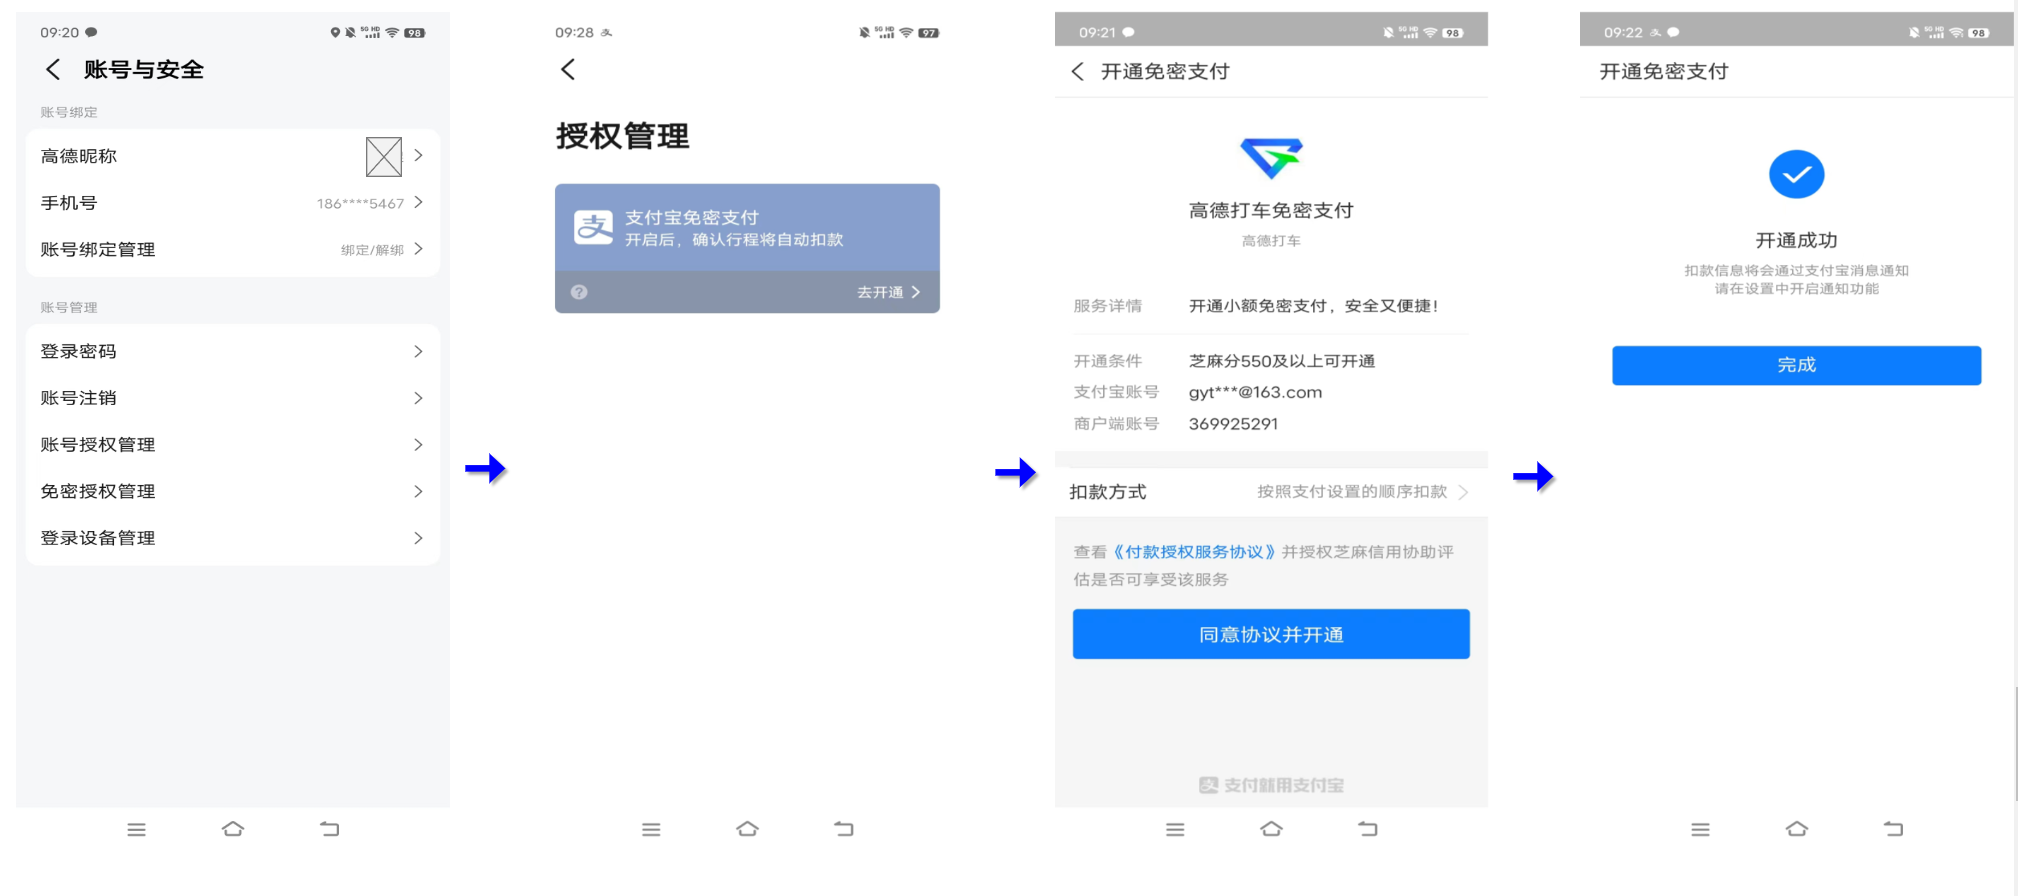 09:20
5G HD
98
账号与安全
账号绑定
高德昵称
手机号
186****5467
账号绑定管理
绑定/解绑
账号管理
登录密码
账号注销
账号授权管理
免密授权管理
登录设备管理
09:28
5G HD
97
授权管理
支
支付宝免密支付
开启后，确认行程将自动扣款
?
去开通
09:21
5G HD
98
开通免密支付
高德打车免密支付
高德打车
服务详情
开通小额免密支付，安全又便捷！
开通条件
芝麻分550及以上可开通
支付宝账号
gyt***@163.com
商户端账号
369925291
扣款方式
按照支付设置的顺序扣款
查看《付款授权服务协议》并授权芝麻信用协助评
估是否可享受该服务
同意协议并开通
支 支付就用支付宝
09:22
5G HD
98
开通免密支付
开通成功
扣款信息将会通过支付宝消息通知
请在设置中开启通知功能
完成